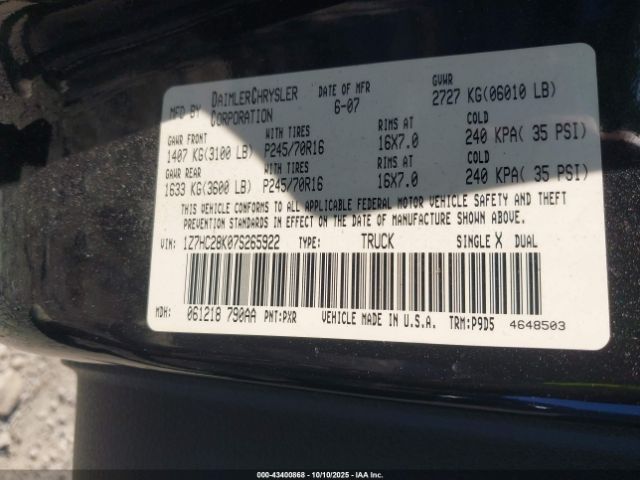 MFD BY DAIMLERCHRYSLER CORPORATION DATE OF MFR 6-07 GVWR 2727 KG(06010 LB)
GAWR FRONT WITH TIRES RIMS AT COLD
1407 KG(3100 LB) P245/70R16 16X7.0 240 KPA( 35 PSI)
GAWR REAR WITH TIRES RIMS AT COLD
1633 KG(3600 LB) P245/70R16 16X7.0 240 KPA( 35 PSI)
THIS VEHICLE CONFORMS TO ALL APPLICABLE FEDERAL MOTOR VEHICLE SAFETY AND THEFT
PREVENTION STANDARDS IN EFFECT ON THE DATE OF MANUFACTURE SHOWN ABOVE.
VIN: 1Z7HC28K07S265922 TYPE: TRUCK SINGLE X DUAL
MDH: 061218 790AA PNT:PXR VEHICLE MADE IN U.S.A. TRM:P9D5 4648503
000-43400868 - 10/10/2025 - IAA Inc.